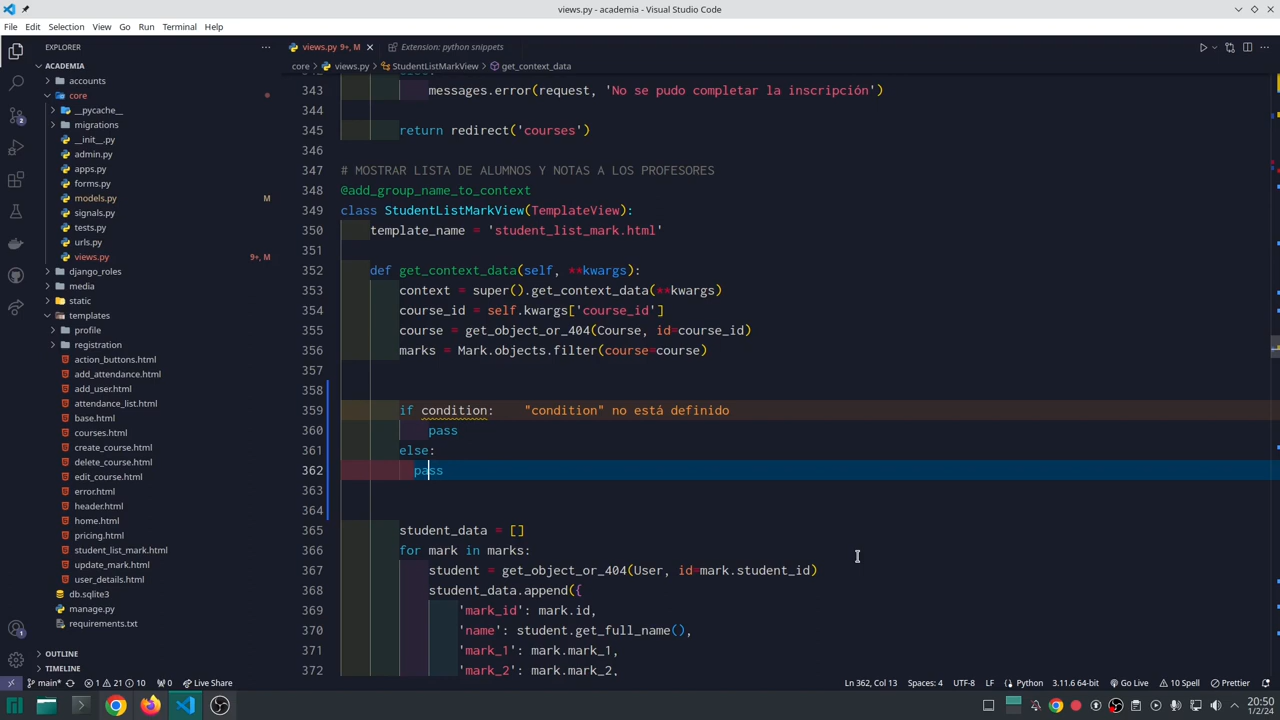 views.py - academia - Visual Studio Code
File Edit Selection View Go Run Terminal Help
EXPLORER
views.py 9+, M
Extension: python snippets
ACADEMIA
core > views.py > StudentListMarkView > get_context_data
accounts
core
__pycache__
migrations
__init__.py
admin.py
apps.py
forms.py
models.py M
signals.py
tests.py
urls.py
views.py 9+, M
django_roles
media
static
templates
profile
registration
action_buttons.html
add_attendance.html
add_user.html
attendance_list.html
base.html
courses.html
create_course.html
delete_course.html
edit_course.html
error.html
header.html
home.html
pricing.html
student_list_mark.html
update_mark.html
user_details.html
db.sqlite3
manage.py
requirements.txt
OUTLINE
TIMELINE
343 messages.error(request, 'No se pudo completar la inscripción')
344
345 return redirect('courses')
346
347 # MOSTRAR LISTA DE ALUMNOS Y NOTAS A LOS PROFESORES
348 @add_group_name_to_context
349 class StudentListMarkView(TemplateView):
350 template_name = 'student_list_mark.html'
351
352 def get_context_data(self, **kwargs):
353 context = super().get_context_data(**kwargs)
354 course_id = self.kwargs['course_id']
355 course = get_object_or_404(Course, id=course_id)
356 marks = Mark.objects.filter(course=course)
357
358
359 if condition: "condition" no está definido
360 pass
361 else:
362 pass
363
364
365 student_data = []
366 for mark in marks:
367 student = get_object_or_404(User, id=mark.student_id)
368 student_data.append({
369 'mark_id': mark.id,
370 'name': student.get_full_name(),
371 'mark_1': mark.mark_1,
372 'mark_2': mark.mark_2,
main* 1 21 10 0 Live Share Ln 362, Col 13 Spaces: 4 UTF-8 LF Python 3.11.6 64-bit Go Live 10 Spell Prettier
20:50
1/2/24